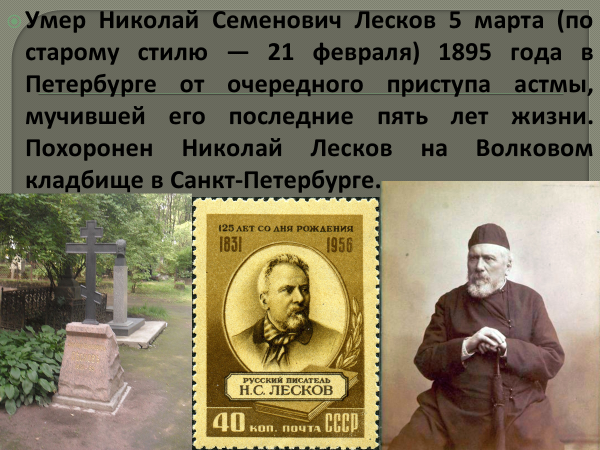 Умер Николай Семенович Лесков 5 марта (по
старому стилю — 21 февраля) 1895 года в
Петербурге от очередного приступа астмы,
мучившей его последние пять лет жизни.
Похоронен Николай Лесков на Волковом
кладбище в Санкт-Петербурге.
125 ЛЕТ СО ДНЯ РОЖДЕНИЯ
1831 1956
РУССКИЙ ПИСАТЕЛЬ
Н.С. ЛЕСКОВ
40 КОП. ПОЧТА СССР